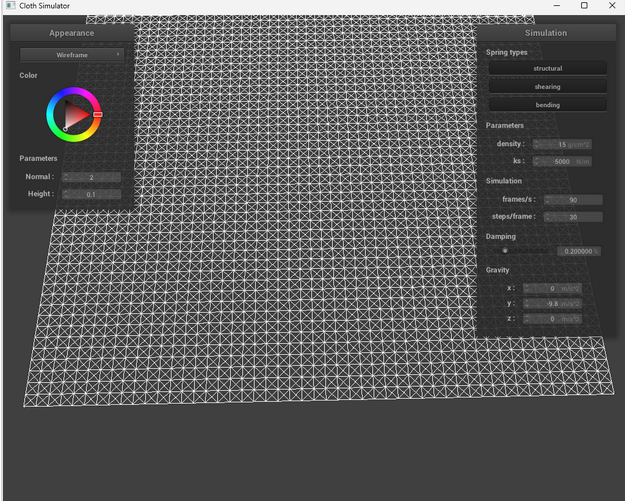 Cloth Simulator
Appearance
Wireframe
Color
Parameters
Normal : 2
Height : 0.1
Simulation
Spring types
structural
shearing
bending
Parameters
density : 15 g/cm^2
ks : 5000 N/m
Simulation
frames/s : 90
steps/frame : 30
Damping
0.200000 %
Gravity
x : 0 m/s^2
y : -9.8 m/s^2
z : 0 m/s^2